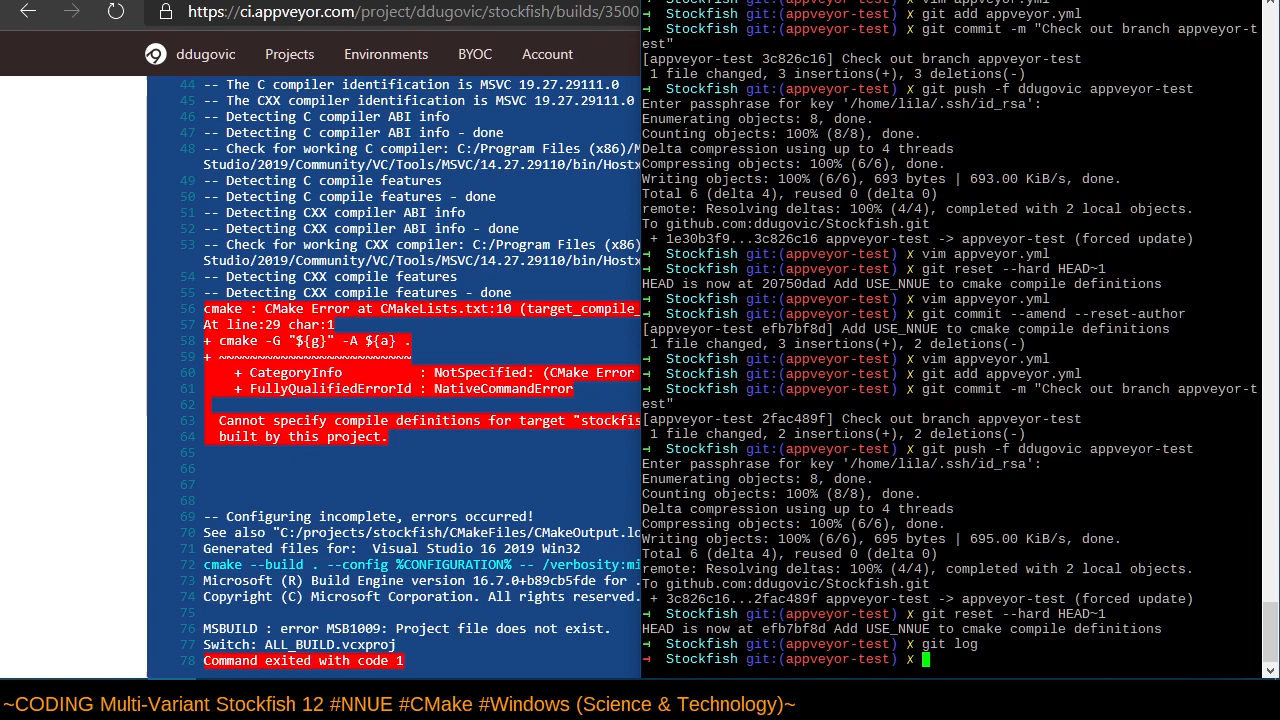 https://ci.appveyor.com/project/ddugovic/stockfish/builds/3500
ddugovic Projects Environments BYOC Account
44 -- The C compiler identification is MSVC 19.27.29111.0
45 -- The CXX compiler identification is MSVC 19.27.29111.0
46 -- Detecting C compiler ABI info
47 -- Detecting C compiler ABI info - done
48 -- Check for working C compiler: C:/Program Files (x86)/M
Studio/2019/Community/VC/Tools/MSVC/14.27.29110/bin/Hostx
49 -- Detecting C compile features
50 -- Detecting C compile features - done
51 -- Detecting CXX compiler ABI info
52 -- Detecting CXX compiler ABI info - done
53 -- Check for working CXX compiler: C:/Program Files (x86)
Studio/2019/Community/VC/Tools/MSVC/14.27.29110/bin/Hostx
54 -- Detecting CXX compile features
55 -- Detecting CXX compile features - done
56 cmake : CMake Error at CMakeLists.txt:10 (target_compile_
57 At line:29 char:1
58 + cmake -G "${g}" -A ${a} .
59 + ~~~~~~~~~~~~~~~~~~~~~~~~~
60 + CategoryInfo : NotSpecified: (CMake Error
61 + FullyQualifiedErrorId : NativeCommandError
62
63 Cannot specify compile definitions for target "stockfis
64 built by this project.
65
66
67
68
69 -- Configuring incomplete, errors occurred!
70 See also "C:/projects/stockfish/CMakeFiles/CMakeOutput.lo
71 Generated files for: Visual Studio 16 2019 Win32
72 cmake --build . --config %CONFIGURATION% -- /verbosity:mi
73 Microsoft (R) Build Engine version 16.7.0+b89cb5fde for .
74 Copyright (C) Microsoft Corporation. All rights reserved.
75
76 MSBUILD : error MSB1009: Project file does not exist.
77 Switch: ALL_BUILD.vcxproj
78 Command exited with code 1
→ Stockfish git:(appveyor-test) ✗ vim appveyor.yml
→ Stockfish git:(appveyor-test) ✗ git add appveyor.yml
→ Stockfish git:(appveyor-test) ✗ git commit -m "Check out branch appveyor-t
est"
[appveyor-test 3c826c16] Check out branch appveyor-test
1 file changed, 3 insertions(+), 3 deletions(-)
→ Stockfish git:(appveyor-test) ✗ git push -f ddugovic appveyor-test
Enter passphrase for key '/home/lila/.ssh/id_rsa':
Enumerating objects: 8, done.
Counting objects: 100% (8/8), done.
Delta compression using up to 4 threads
Compressing objects: 100% (6/6), done.
Writing objects: 100% (6/6), 693 bytes | 693.00 KiB/s, done.
Total 6 (delta 4), reused 0 (delta 0)
remote: Resolving deltas: 100% (4/4), completed with 2 local objects.
To github.com:ddugovic/Stockfish.git
+ 1e30b3f9...3c826c16 appveyor-test -> appveyor-test (forced update)
→ Stockfish git:(appveyor-test) ✗ vim appveyor.yml
→ Stockfish git:(appveyor-test) ✗ git reset --hard HEAD~1
HEAD is now at 20750dad Add USE_NNUE to cmake compile definitions
→ Stockfish git:(appveyor-test) ✗ vim appveyor.yml
→ Stockfish git:(appveyor-test) ✗ git commit --amend --reset-author
[appveyor-test efb7bf8d] Add USE_NNUE to cmake compile definitions
1 file changed, 3 insertions(+), 2 deletions(-)
→ Stockfish git:(appveyor-test) ✗ vim appveyor.yml
→ Stockfish git:(appveyor-test) ✗ git add appveyor.yml
→ Stockfish git:(appveyor-test) ✗ git commit -m "Check out branch appveyor-t
est"
[appveyor-test 2fac489f] Check out branch appveyor-test
1 file changed, 2 insertions(+), 2 deletions(-)
→ Stockfish git:(appveyor-test) ✗ git push -f ddugovic appveyor-test
Enter passphrase for key '/home/lila/.ssh/id_rsa':
Enumerating objects: 8, done.
Counting objects: 100% (8/8), done.
Delta compression using up to 4 threads
Compressing objects: 100% (6/6), done.
Writing objects: 100% (6/6), 695 bytes | 695.00 KiB/s, done.
Total 6 (delta 4), reused 0 (delta 0)
remote: Resolving deltas: 100% (4/4), completed with 2 local objects.
To github.com:ddugovic/Stockfish.git
+ 3c826c16...2fac489f appveyor-test -> appveyor-test (forced update)
→ Stockfish git:(appveyor-test) ✗ git reset --hard HEAD~1
HEAD is now at efb7bf8d Add USE_NNUE to cmake compile definitions
→ Stockfish git:(appveyor-test) ✗ git log
→ Stockfish git:(appveyor-test) ✗
~CODING Multi-Variant Stockfish 12 #NNUE #CMake #Windows (Science & Technology)~